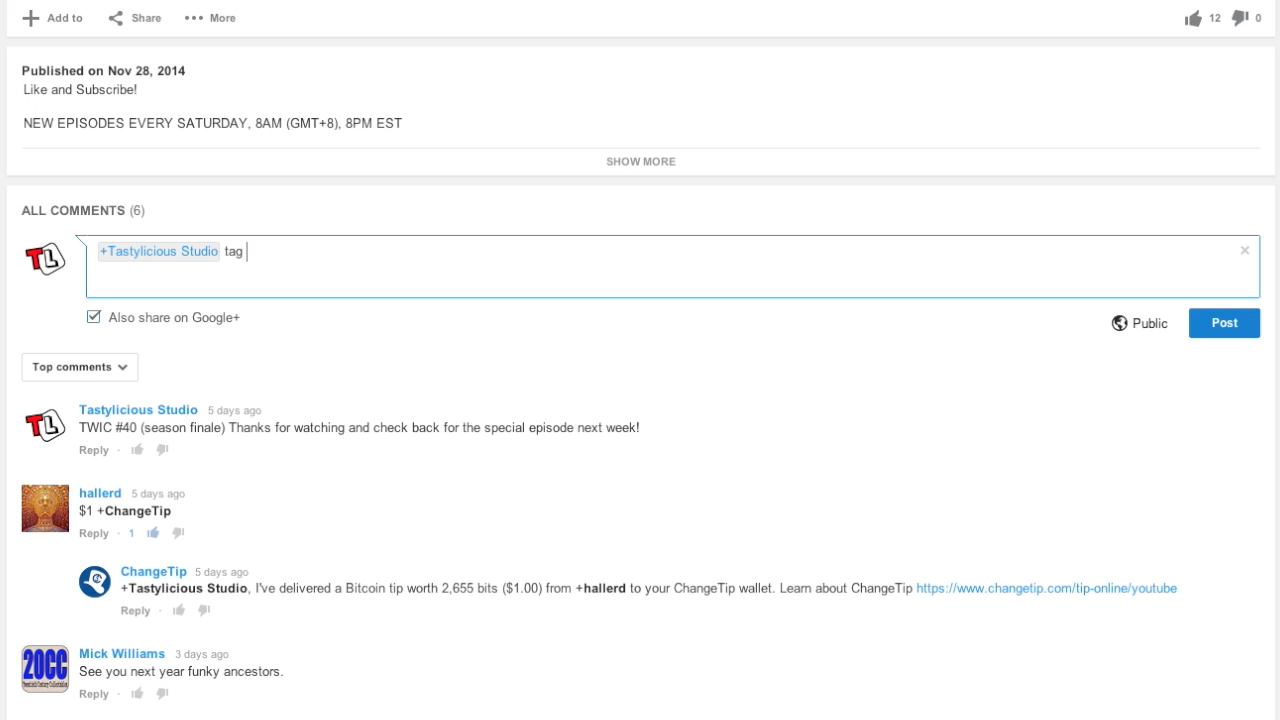 Add to Share More 12 0
Published on Nov 28, 2014
Like and Subscribe!
NEW EPISODES EVERY SATURDAY, 8AM (GMT+8), 8PM EST
SHOW MORE
ALL COMMENTS (6)
TL
+Tastylicious Studio tag
Also share on Google+
Public Post
Top comments
TL
Tastylicious Studio 5 days ago
TWIC #40 (season finale) Thanks for watching and check back for the special episode next week!
Reply
hallerd 5 days ago
$1 +ChangeTip
Reply · 1
ChangeTip 5 days ago
+Tastylicious Studio, I've delivered a Bitcoin tip worth 2,655 bits ($1.00) from +hallerd to your ChangeTip wallet. Learn about ChangeTip https://www.changetip.com/tip-online/youtube
Reply
20CC
Mick Williams 3 days ago
See you next year funky ancestors.
Reply